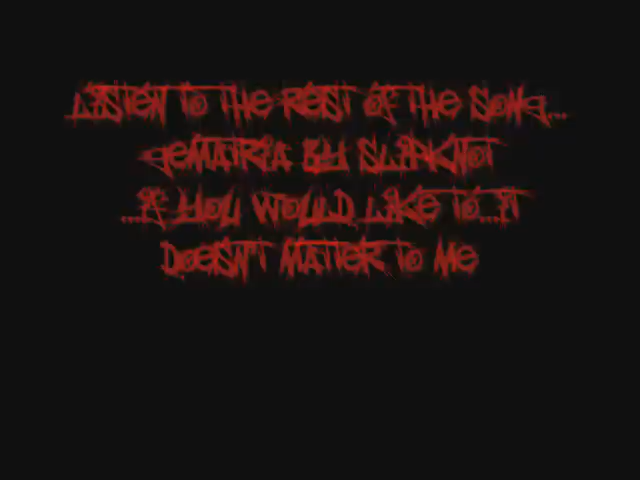 Listen to the rest of the song...
gematria by Slipknot
...if you would like to...it
doesn't matter to me